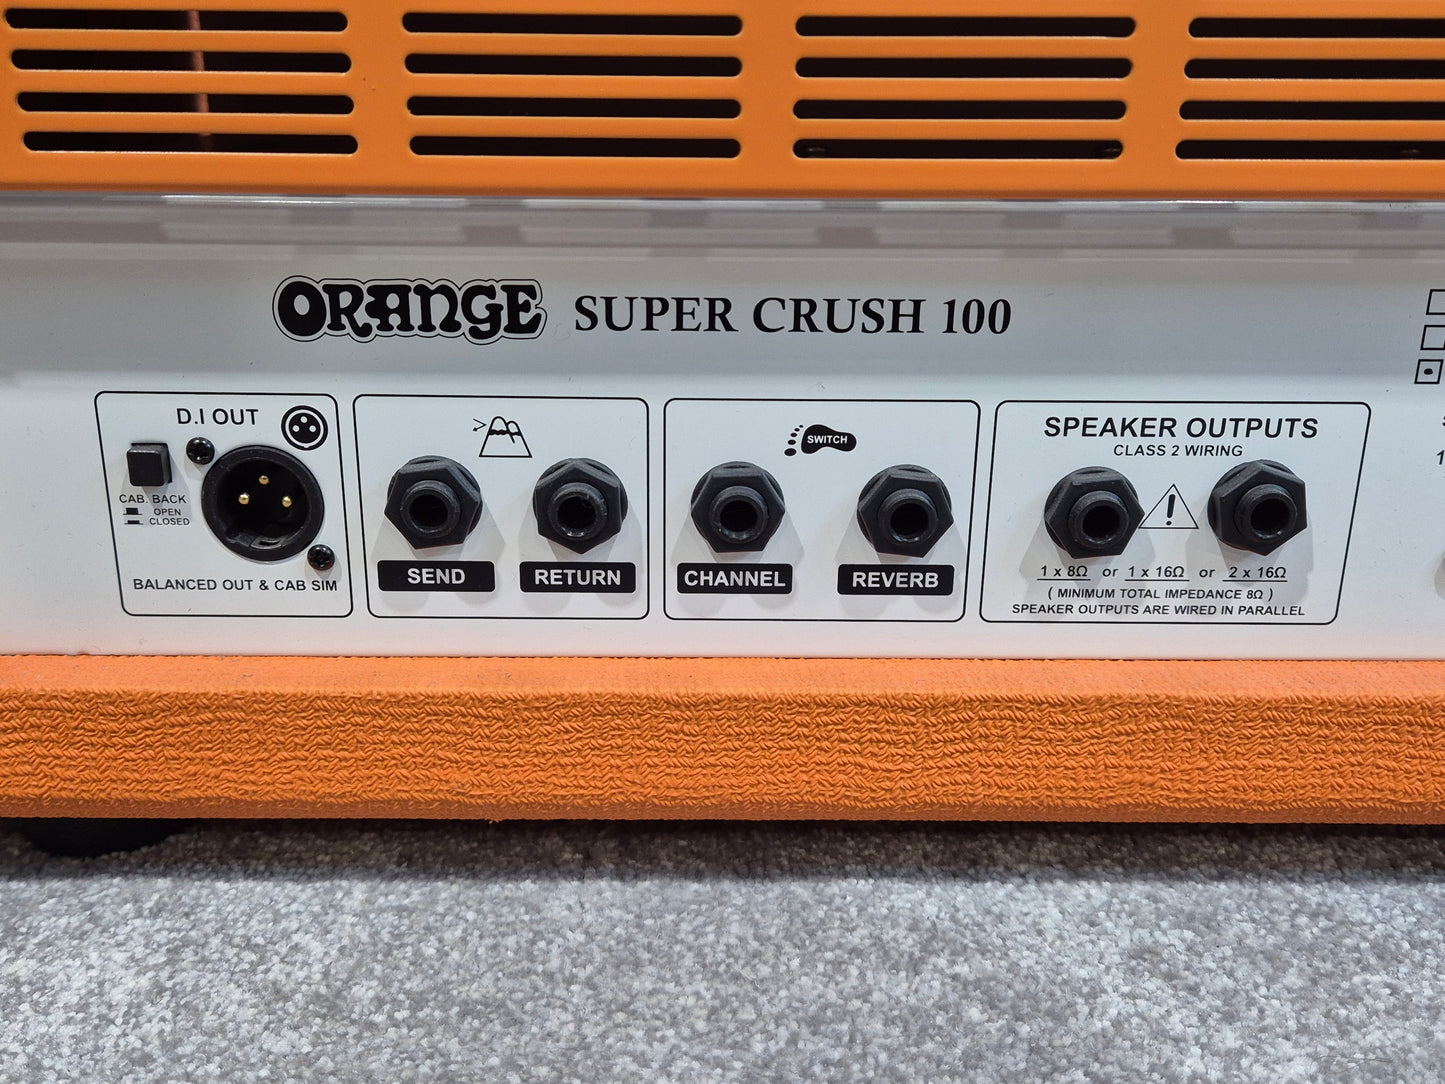 ORANGE SUPER CRUSH 100
D.I OUT
CAB. BACK
OPEN
CLOSED
BALANCED OUT & CAB SIM
SEND
RETURN
SWITCH
CHANNEL
REVERB
SPEAKER OUTPUTS
CLASS 2 WIRING
1 x 8Ω or 1 x 16Ω or 2 x 16Ω
( MINIMUM TOTAL IMPEDANCE 8Ω )
SPEAKER OUTPUTS ARE WIRED IN PARALLEL